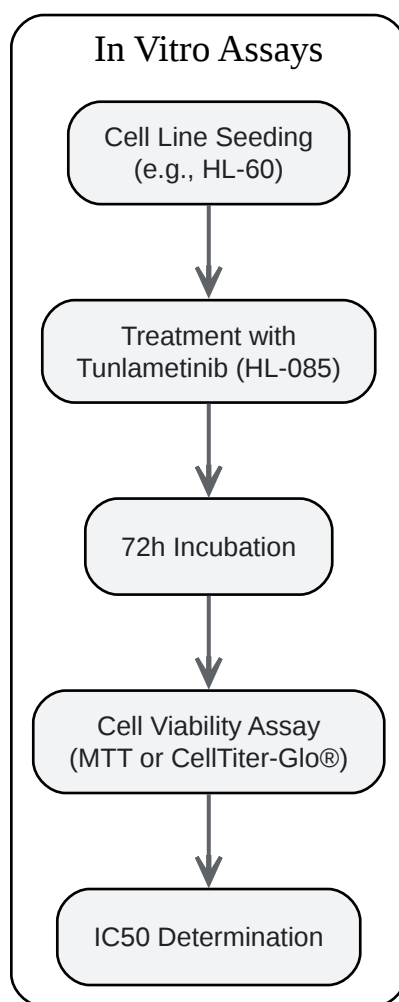 In Vitro Assays
Cell Line Seeding
(e.g., HL-60)
Treatment with
Tunlametinib (HL-085)
72h Incubation
Cell Viability Assay
(MTT or CellTiter-Glo®)
IC50 Determination